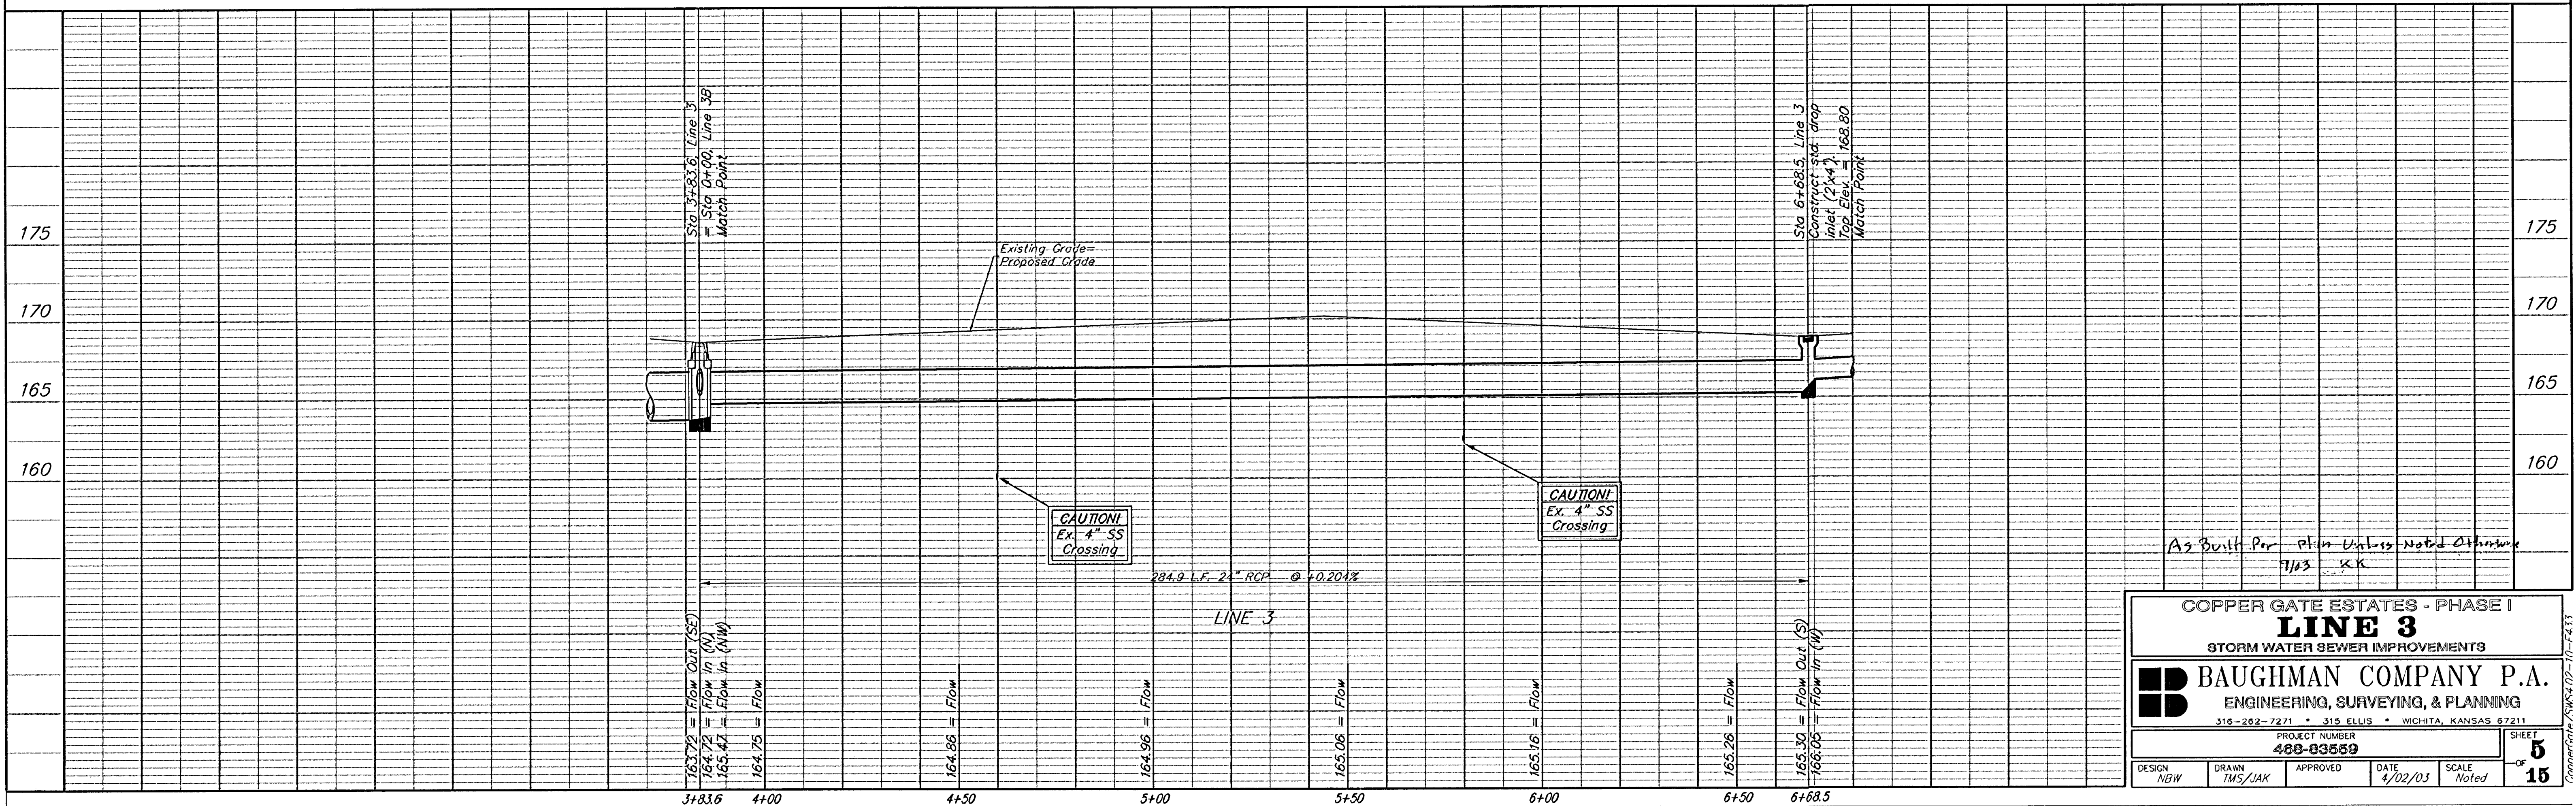 175
170
165
160
Sta 3+83.6, Line 3
= Sta 0+00, Line 3B
Match Point
Existing Grade=
Proposed Grade
Sta 6+68.5, Line 3
Construct std. drop
inlet (2'x4').
Top Elev. = 168.80
Match Point
175
170
165
160
CAUTION!
Ex. 4" SS
Crossing
CAUTION!
Ex. 4" SS
Crossing
284.9 L.F. 24" RCP @ +0.204%
LINE 3
163.72 = Flow Out (SE)
164.72 = Flow In (N)
165.47 = Flow In (NW)
164.75 = Flow
164.86 = Flow
164.96 = Flow
165.06 = Flow
165.16 = Flow
165.26 = Flow
165.30 = Flow Out (S)
166.05 = Flow In (W)
3+83.6
4+00
4+50
5+00
5+50
6+00
6+50
6+68.5
As Built Per Plan Unless Noted Otherwise
9/03 KK
COPPER GATE ESTATES - PHASE I
LINE 3
STORM WATER SEWER IMPROVEMENTS
BAUGHMAN COMPANY P.A.
ENGINEERING, SURVEYING, & PLANNING
316-262-7271 * 315 ELLIS * WICHITA, KANSAS 67211
PROJECT NUMBER
468-83559
SHEET
5
OF
15
DESIGN
NBW
DRAWN
TMS/JAK
APPROVED
DATE
4/02/03
SCALE
Noted